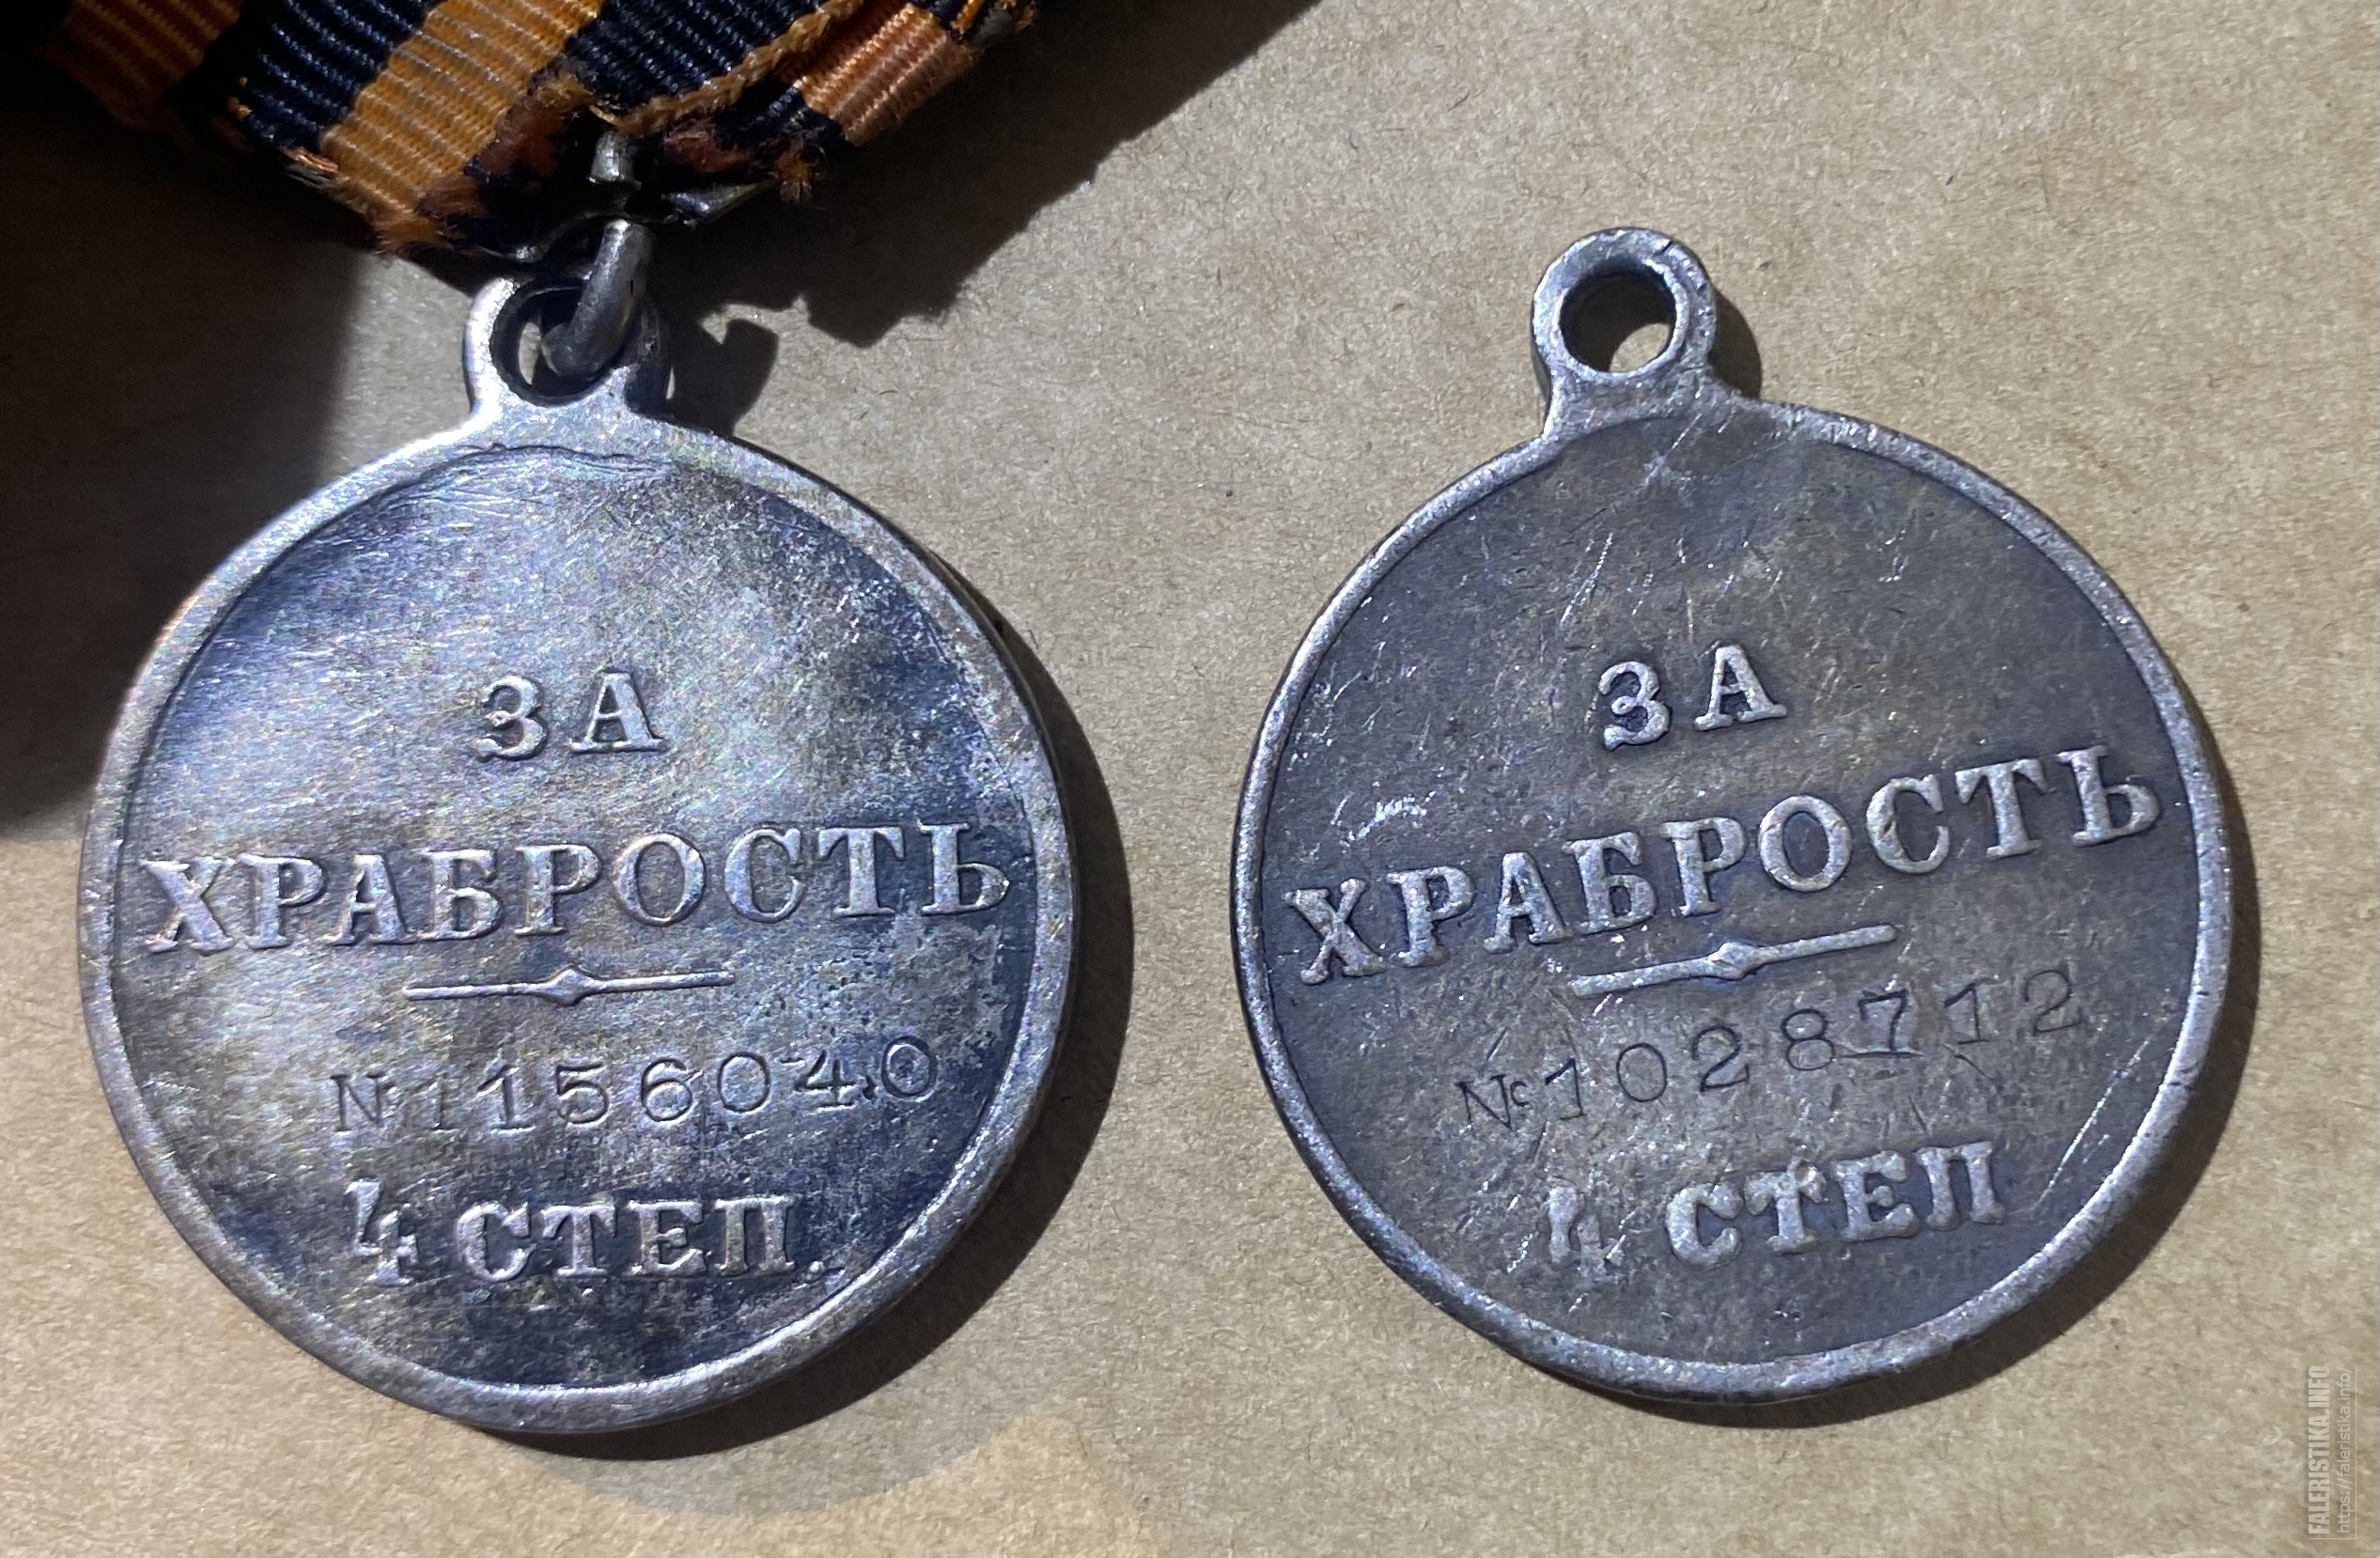 ЗА
ХРАБРОСТЬ
№1156040
4 СТЕП.
ЗА
ХРАБРОСТЬ
№1028712
4 СТЕП
FALERISTIKA.INFO
https://faleristika.info/